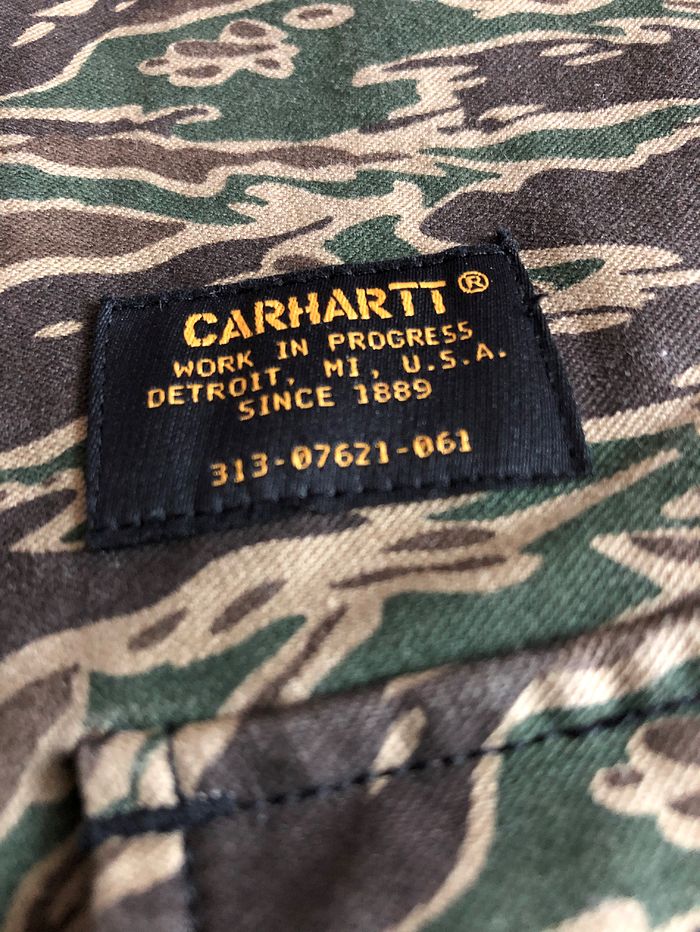 CARHARTT®
WORK IN PROGRESS
DETROIT, MI, U.S.A.
SINCE 1889
313-07621-061